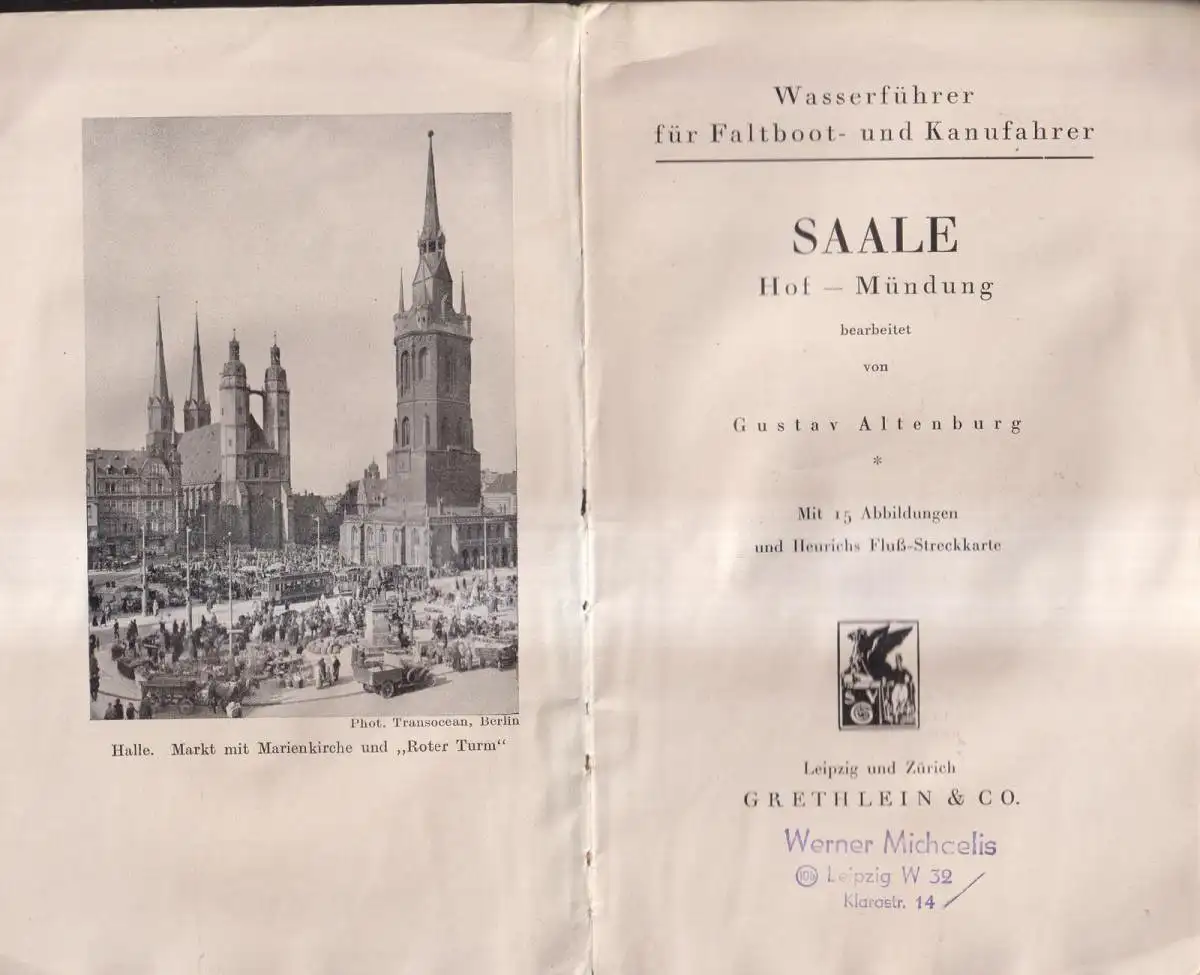 Phot. Transocean, Berlin
Halle. Markt mit Marienkirche und „Roter Turm“
Wasserführer
für Faltboot- und Kanufahrer
SAALE
Hof – Mündung
bearbeitet
von
Gustav Altenburg
*
Mit 15 Abbildungen
und Heurichs Fluß-Streckkarte
Leipzig und Zürich
GRETHLEIN & CO.
Werner Michaelis
10b Leipzig W 32
Klarastr. 14